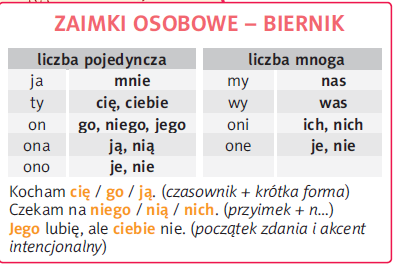 ZAIMKI OSOBOWE – BIERNIK
liczba pojedyncza liczba mnoga
ja mnie my nas
ty cię, ciebie wy was
on go, niego, jego oni ich, nich
ona ją, nią one je, nie
ono je, nie
Kocham cię / go / ją. (czasownik + krótka forma)
Czekam na niego / nią / nich. (przyimek + n...)
Jego lubię, ale ciebie nie. (początek zdania i akcent
intencjonalny)